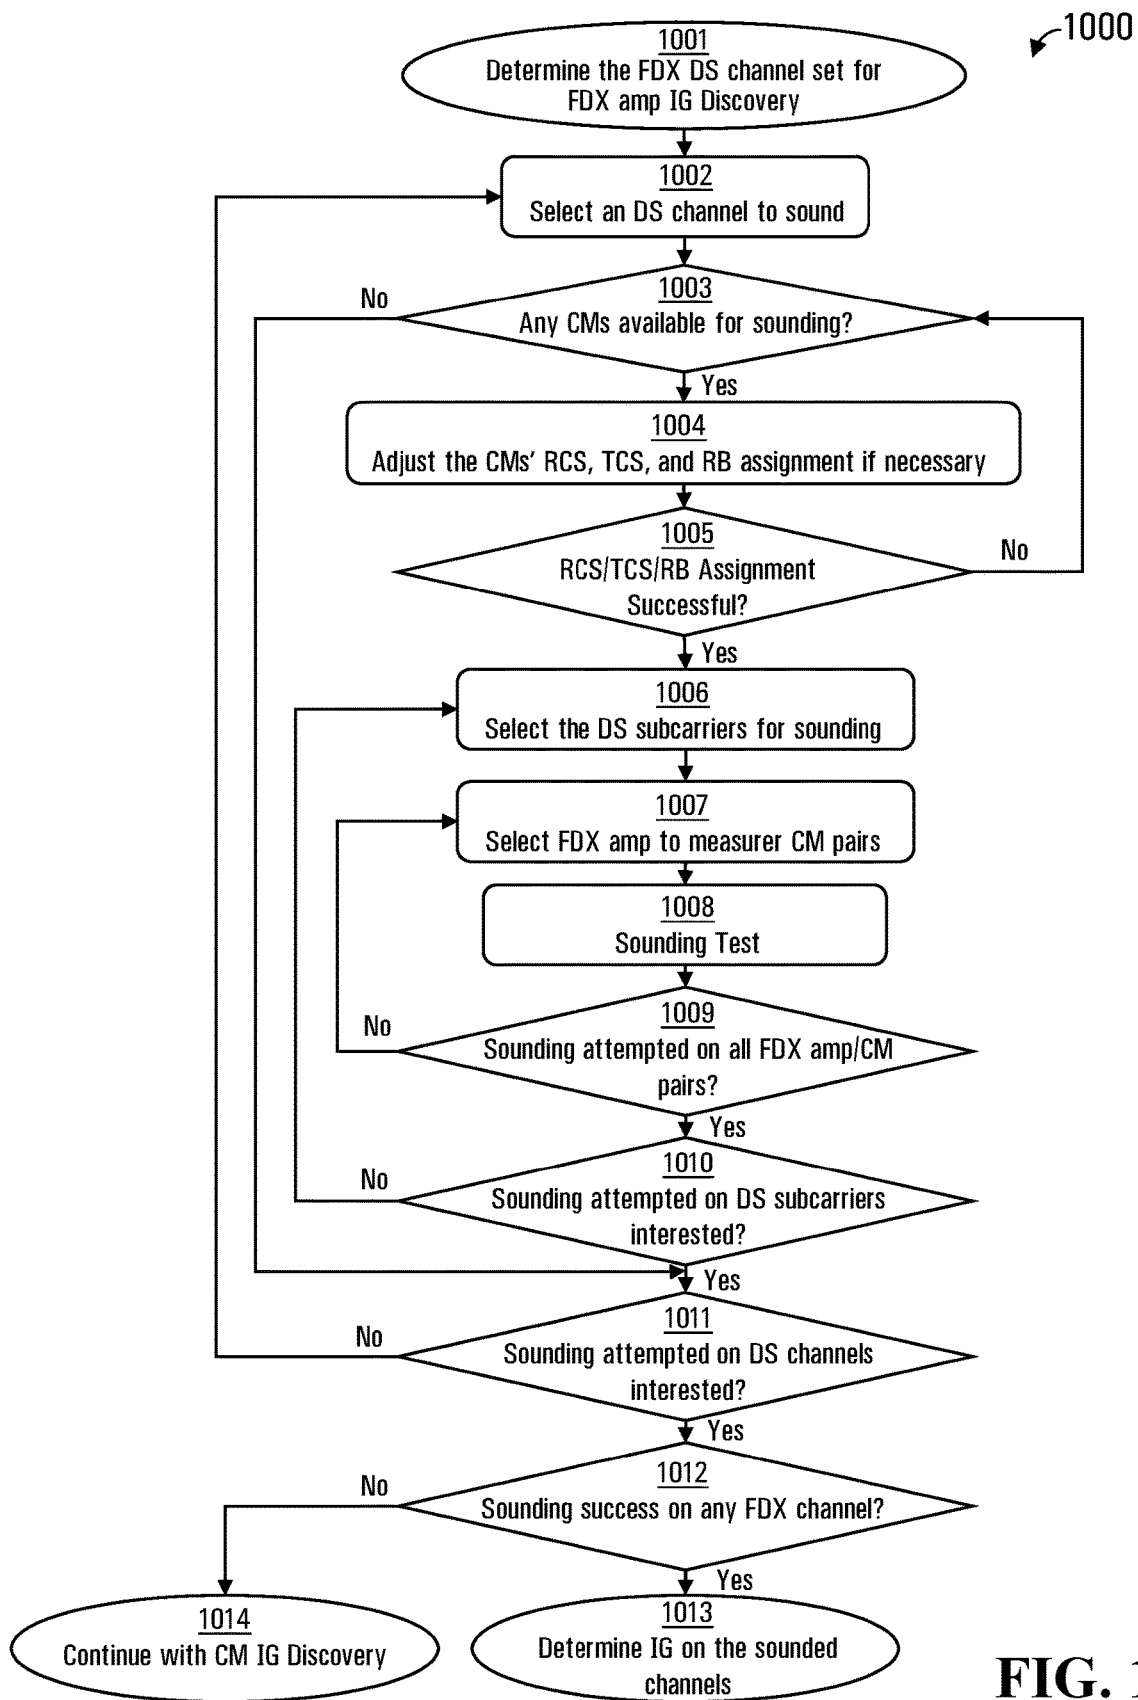 1000
1001
Determine the FDX DS channel set for
FDX amp IG Discovery
1002
Select an DS channel to sound
No
1003
Any CMs available for sounding?
Yes
1004
Adjust the CMs' RCS, TCS, and RB assignment if necessary
1005
RCS/TCS/RB Assignment
Successful?
No
Yes
1006
Select the DS subcarriers for sounding
1007
Select FDX amp to measurer CM pairs
1008
Sounding Test
No
1009
Sounding attempted on all FDX amp/CM
pairs?
Yes
No
1010
Sounding attempted on DS subcarriers
interested?
Yes
No
1011
Sounding attempted on DS channels
interested?
Yes
No
1012
Sounding success on any FDX channel?
Yes
1014
Continue with CM IG Discovery
1013
Determine IG on the sounded
channels
FIG. 1